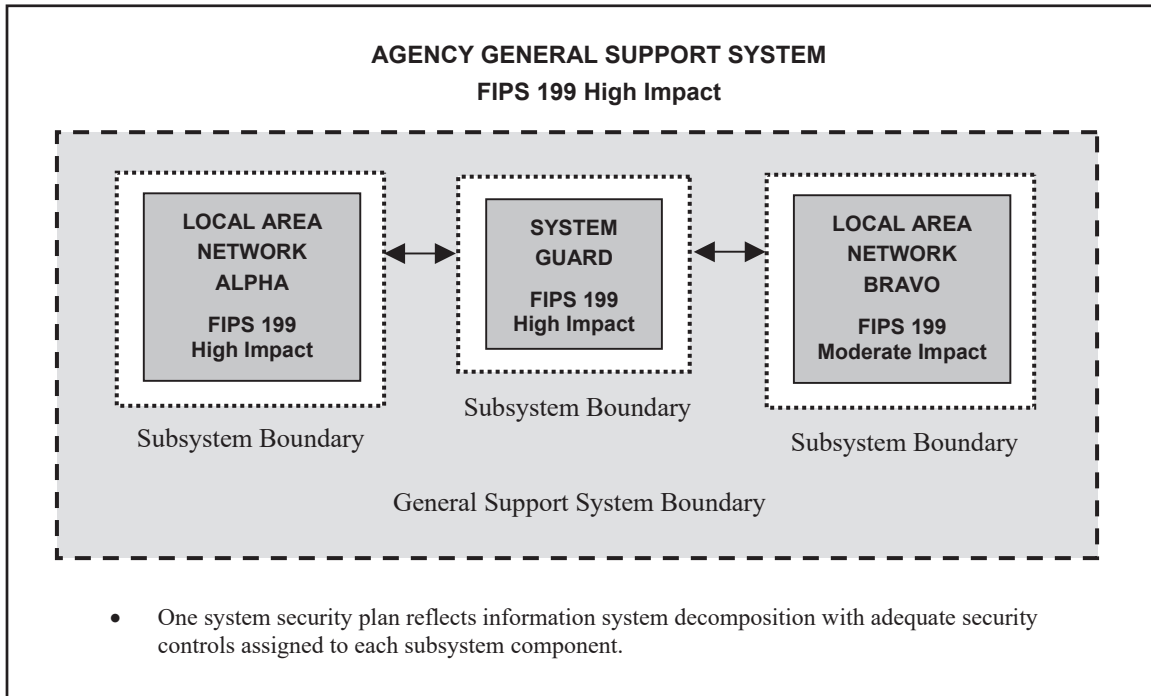 AGENCY GENERAL SUPPORT SYSTEM
FIPS 199 High Impact
LOCAL AREA
NETWORK
ALPHA
FIPS 199
High Impact
Subsystem Boundary
SYSTEM
GUARD
FIPS 199
High Impact
Subsystem Boundary
LOCAL AREA
NETWORK
BRAVO
FIPS 199
Moderate Impact
Subsystem Boundary
General Support System Boundary
• One system security plan reflects information system decomposition with adequate security
controls assigned to each subsystem component.